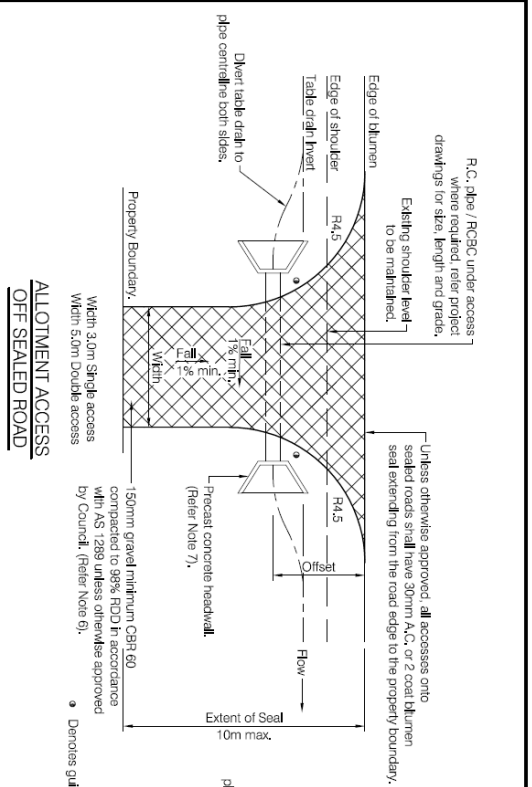 R.C. pipe / RCBC under access
where required, refer project
drawings for size, length and grade.
Existing shoulder level
to be maintained.
Unless otherwise approved, all accesses onto
sealed roads shall have 30mm A.C. or 2 coat bitumen
seal extending from the road edge to the property boundary.
Edge of bitumen
Edge of shoulder
Table drain invert
R4.5
R4.5
Offset
Flow
Divert table drain to
pipe centreline both sides.
Fall
1% min.
Fall
1% min.
Width
Precast concrete headwall.
(Refer Note 7).
Extent of Seal
10m max.
Property Boundary.
150mm gravel minimum CBR 60
compacted to 98% RDD in accordance
with AS 1289 unless otherwise approved
by Council. (Refer Note 6).
Width 3.0m Single access
Width 5.0m Double access
ALLOTMENT ACCESS
OFF SEALED ROAD
Denotes gui
pl